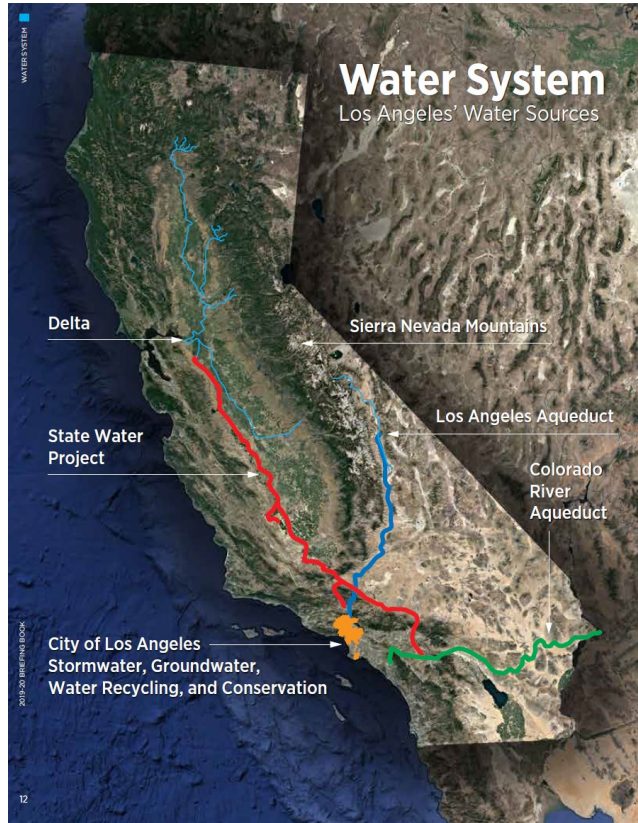 WATER SYSTEM
Water System
Los Angeles' Water Sources
Delta
Sierra Nevada Mountains
Los Angeles Aqueduct
State Water
Project
Colorado
River
Aqueduct
City of Los Angeles
Stormwater, Groundwater,
Water Recycling, and Conservation
2019-20 BRIEFING BOOK
12